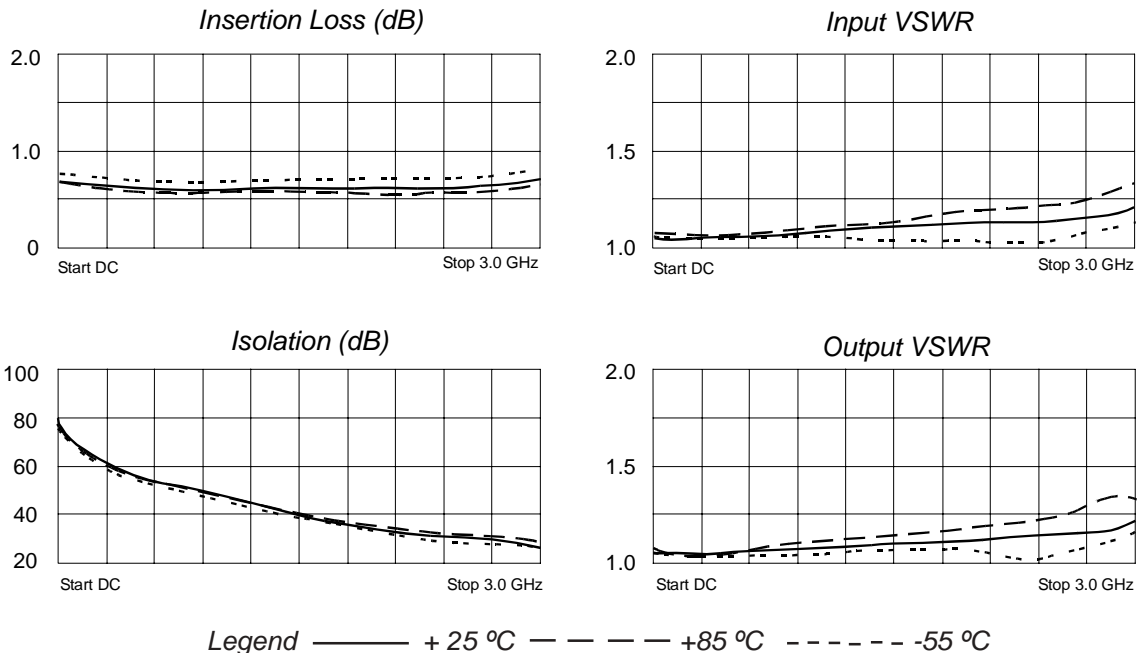 Insertion Loss (dB)
2.0
1.0
0
Start DC
Stop 3.0 GHz
Input VSWR
2.0
1.5
1.0
Start DC
Stop 3.0 GHz
Isolation (dB)
100
80
60
40
20
Start DC
Stop 3.0 GHz
Output VSWR
2.0
1.5
1.0
Start DC
Stop 3.0 GHz
Legend + 25 ºC +85 ºC -55 ºC